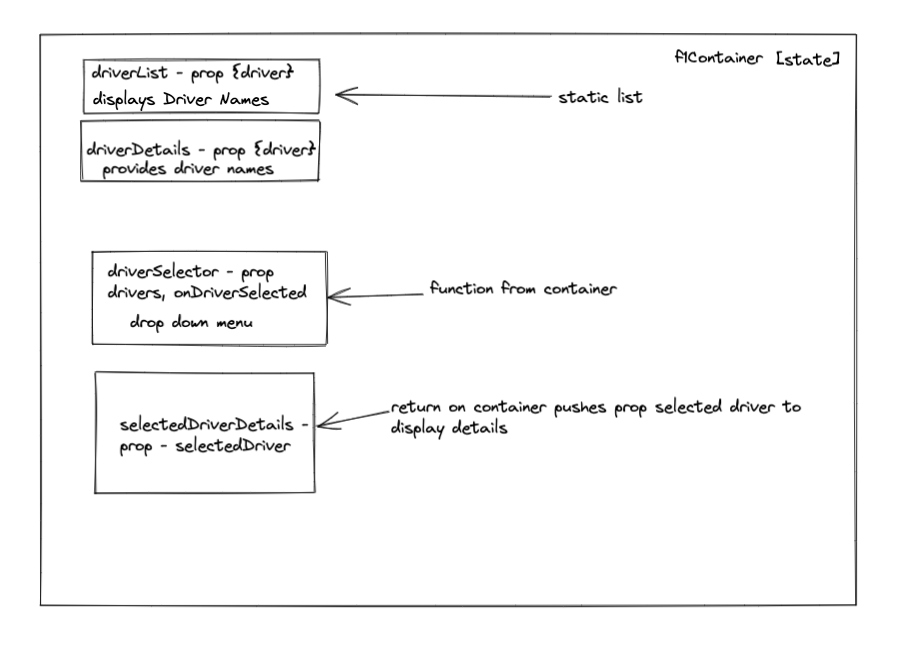 f1Container [state]
driverList - prop {driver}
displays Driver Names
static list
driverDetails - prop {driver}
provides driver names
driverSelector - prop
drivers, onDriverSelected
drop down menu
function from container
selectedDriverDetails -
prop - selectedDriver
return on container pushes prop selected driver to
display details